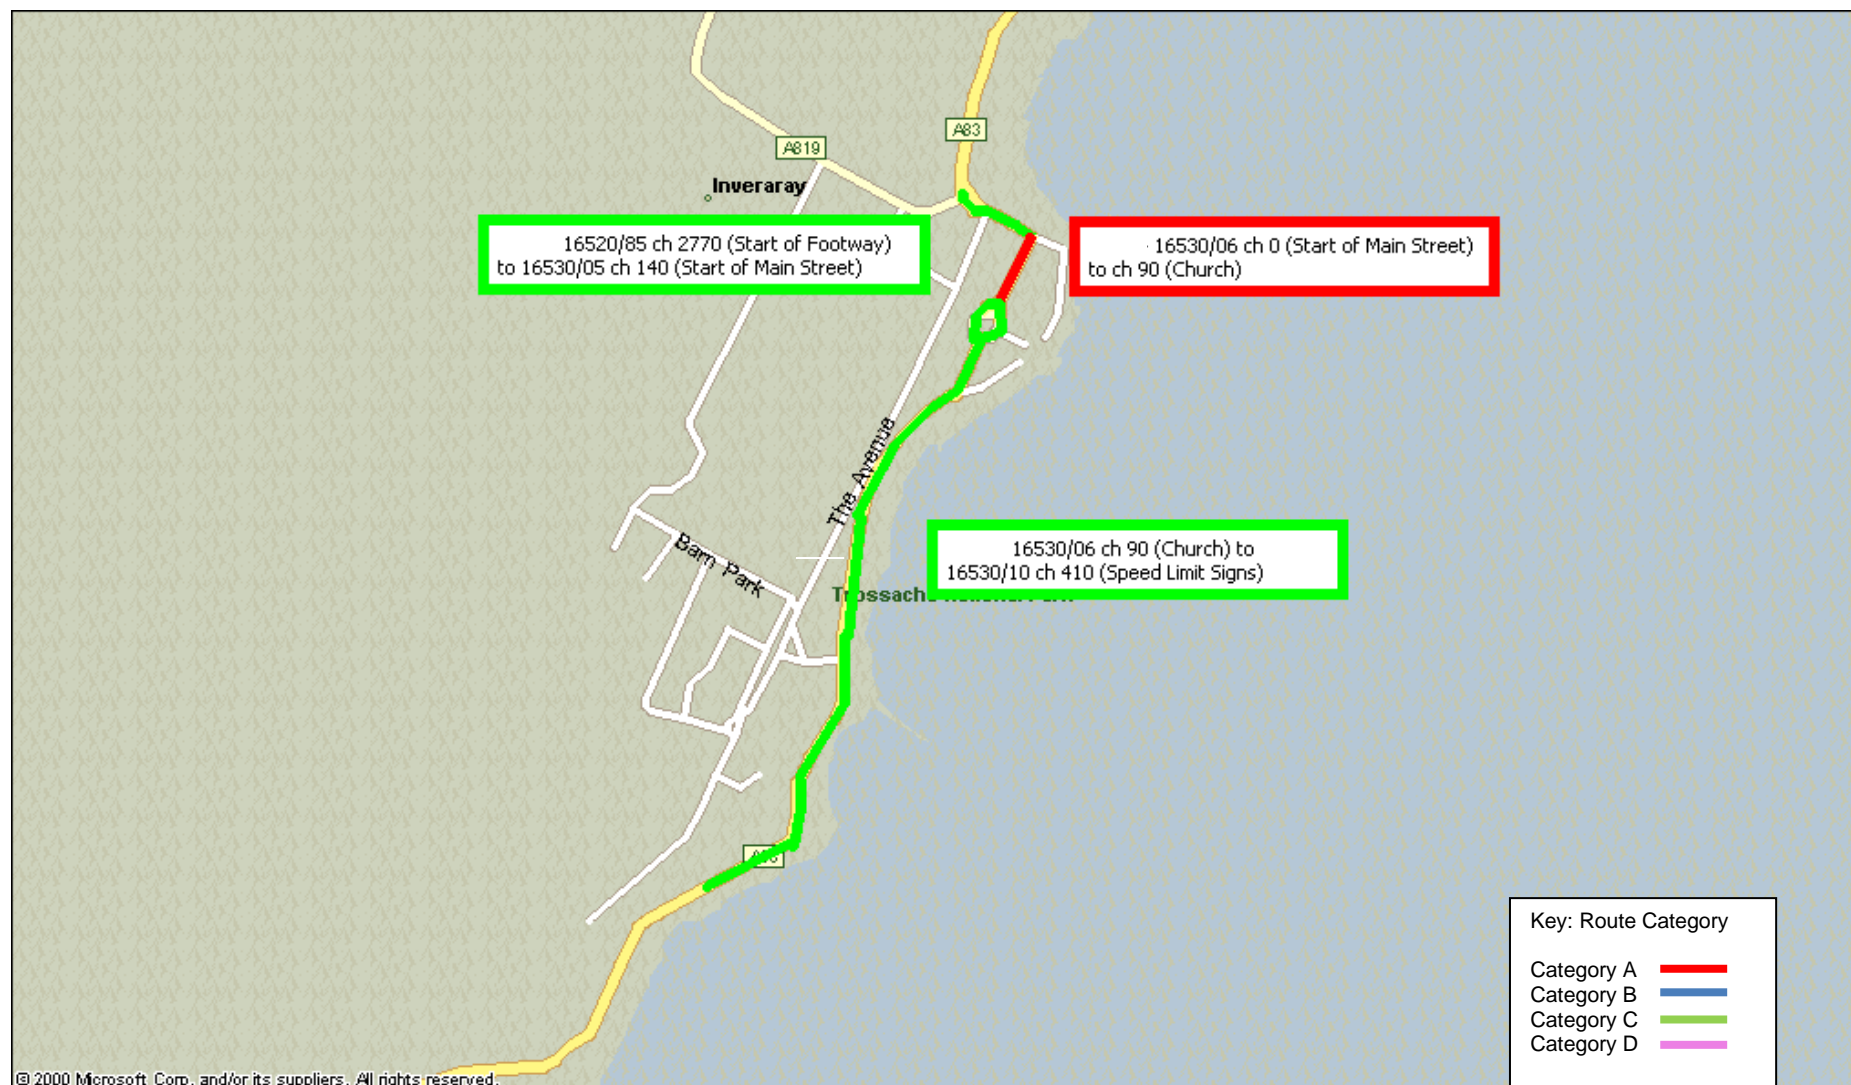 A83
A819
Inveraray
16520/85 ch 2770 (Start of Footway)
to 16530/05 ch 140 (Start of Main Street)
16530/06 ch 0 (Start of Main Street)
to ch 90 (Church)
The Avenue
Barn Park
16530/06 ch 90 (Church) to
16530/10 ch 410 (Speed Limit Signs)
Trossachs National Park
Key: Route Category
Category A
Category B
Category C
Category D
© 2000 Microsoft Corp. and/or its suppliers. All rights reserved.